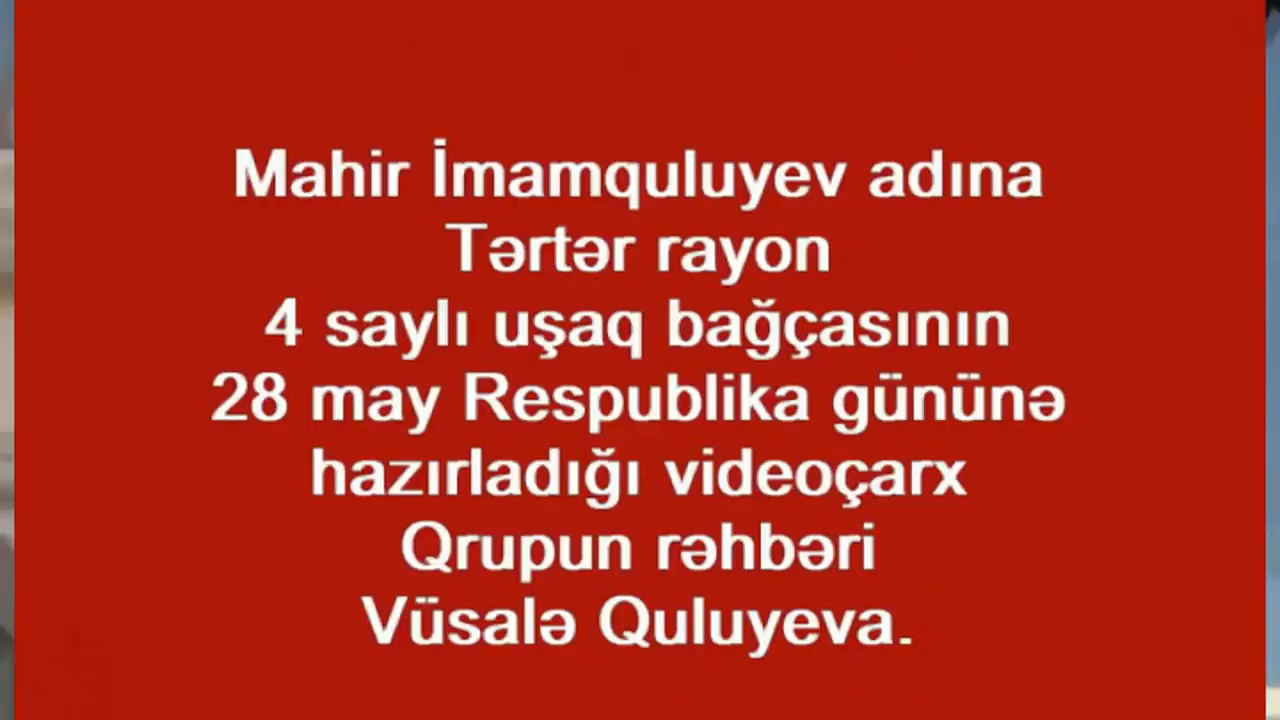 Mahir İmamquluyev adına
Tərtər rayon
4 saylı uşaq bağçasının
28 may Respublika gününə
hazırladığı videoçarx
Qrupun rəhbəri
Vüsalə Quluyeva.